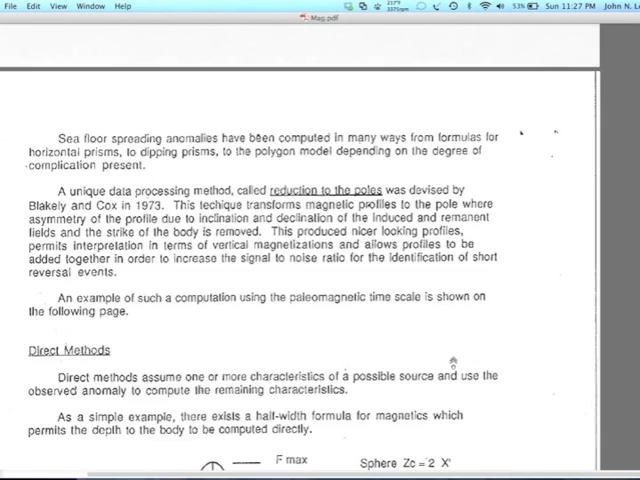 File Edit View Window Help 53% Sun 11:27 PM John N. L
Mag.pdf
Sea floor spreading anomalies have been computed in many ways from formulas for
horizontal prisms, to dipping prisms, to the polygon model depending on the degree of
complication present.
A unique data processing method, called reduction to the poles was devised by
Blakely and Cox in 1973. This techique transforms magnetic profiles to the pole where
asymmetry of the profile due to inclination and declination of the induced and remanent
fields and the strike of the body is removed. This produced nicer looking profiles,
permits interpretation in terms of vertical magnetizations and allows profiles to be
added together in order to increase the signal to noise ratio for the identification of short
reversal events.
An example of such a computation using the paleomagnetic time scale is shown on
the following page.
Direct Methods
Direct methods assume one or more characteristics of a possible source and use the
observed anomaly to compute the remaining characteristics.
As a simple example, there exists a half-width formula for magnetics which
permits the depth to the body to be computed directly.
F max Sphere Zc = 2 X'